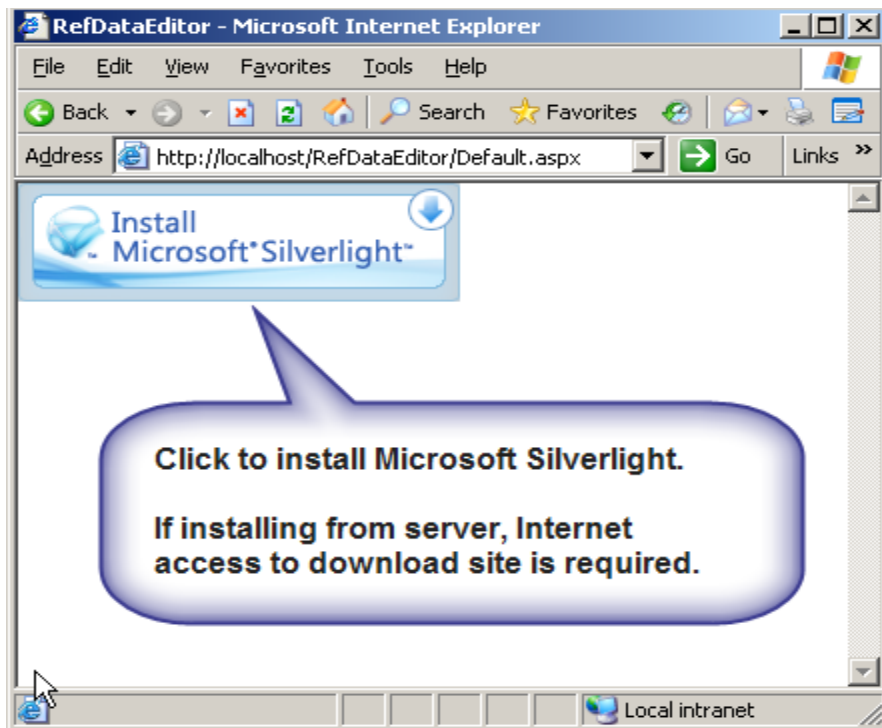 RefDataEditor - Microsoft Internet Explorer
File Edit View Favorites Tools Help
Back Search Favorites
Address http://localhost/RefDataEditor/Default.aspx Go Links »
Install
Microsoft® Silverlight™
Click to install Microsoft Silverlight.
If installing from server, Internet
access to download site is required.
Local intranet